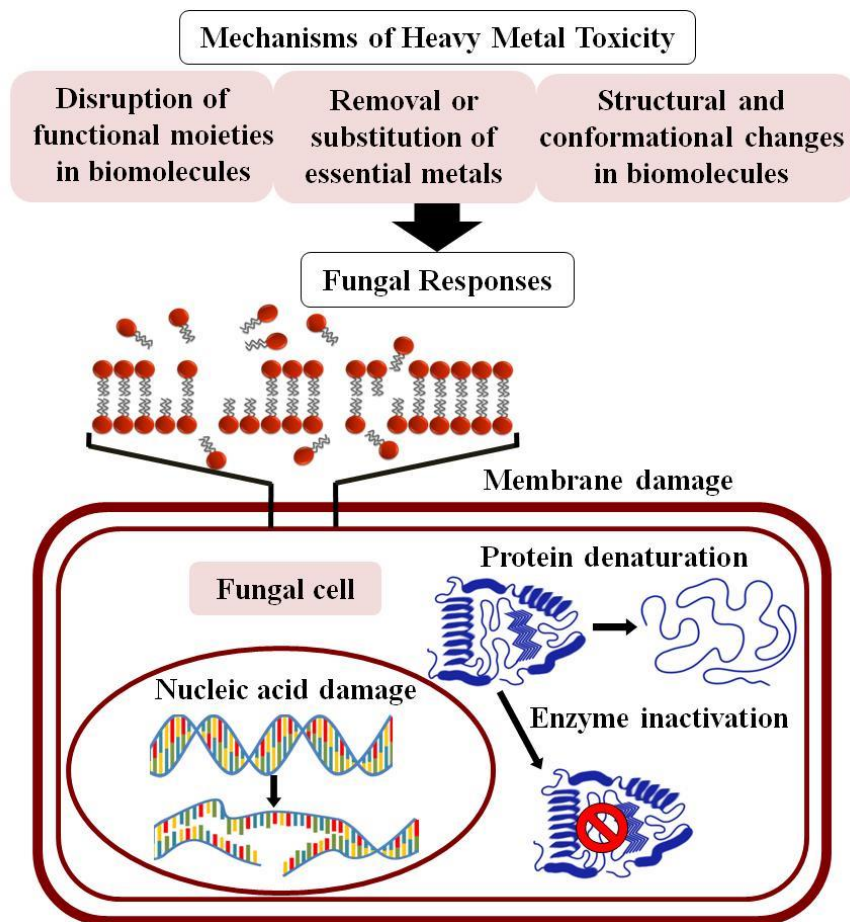 Mechanisms of Heavy Metal Toxicity
Disruption of
functional moieties
in biomolecules
Removal or
substitution of
essential metals
Structural and
conformational changes
in biomolecules
Fungal Responses
Membrane damage
Protein denaturation
Fungal cell
Nucleic acid damage
Enzyme inactivation